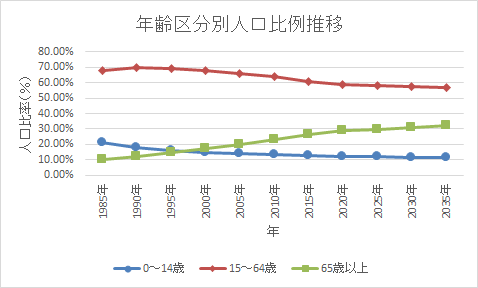 年齢区分別人口比例推移
人口比率(%)
80.00%
70.00%
60.00%
50.00%
40.00%
30.00%
20.00%
10.00%
0.00%
1985年
1990年
1995年
2000年
2005年
2010年
2015年
2020年
2025年
2030年
2035年
年
0～14歳 15～64歳 65歳以上